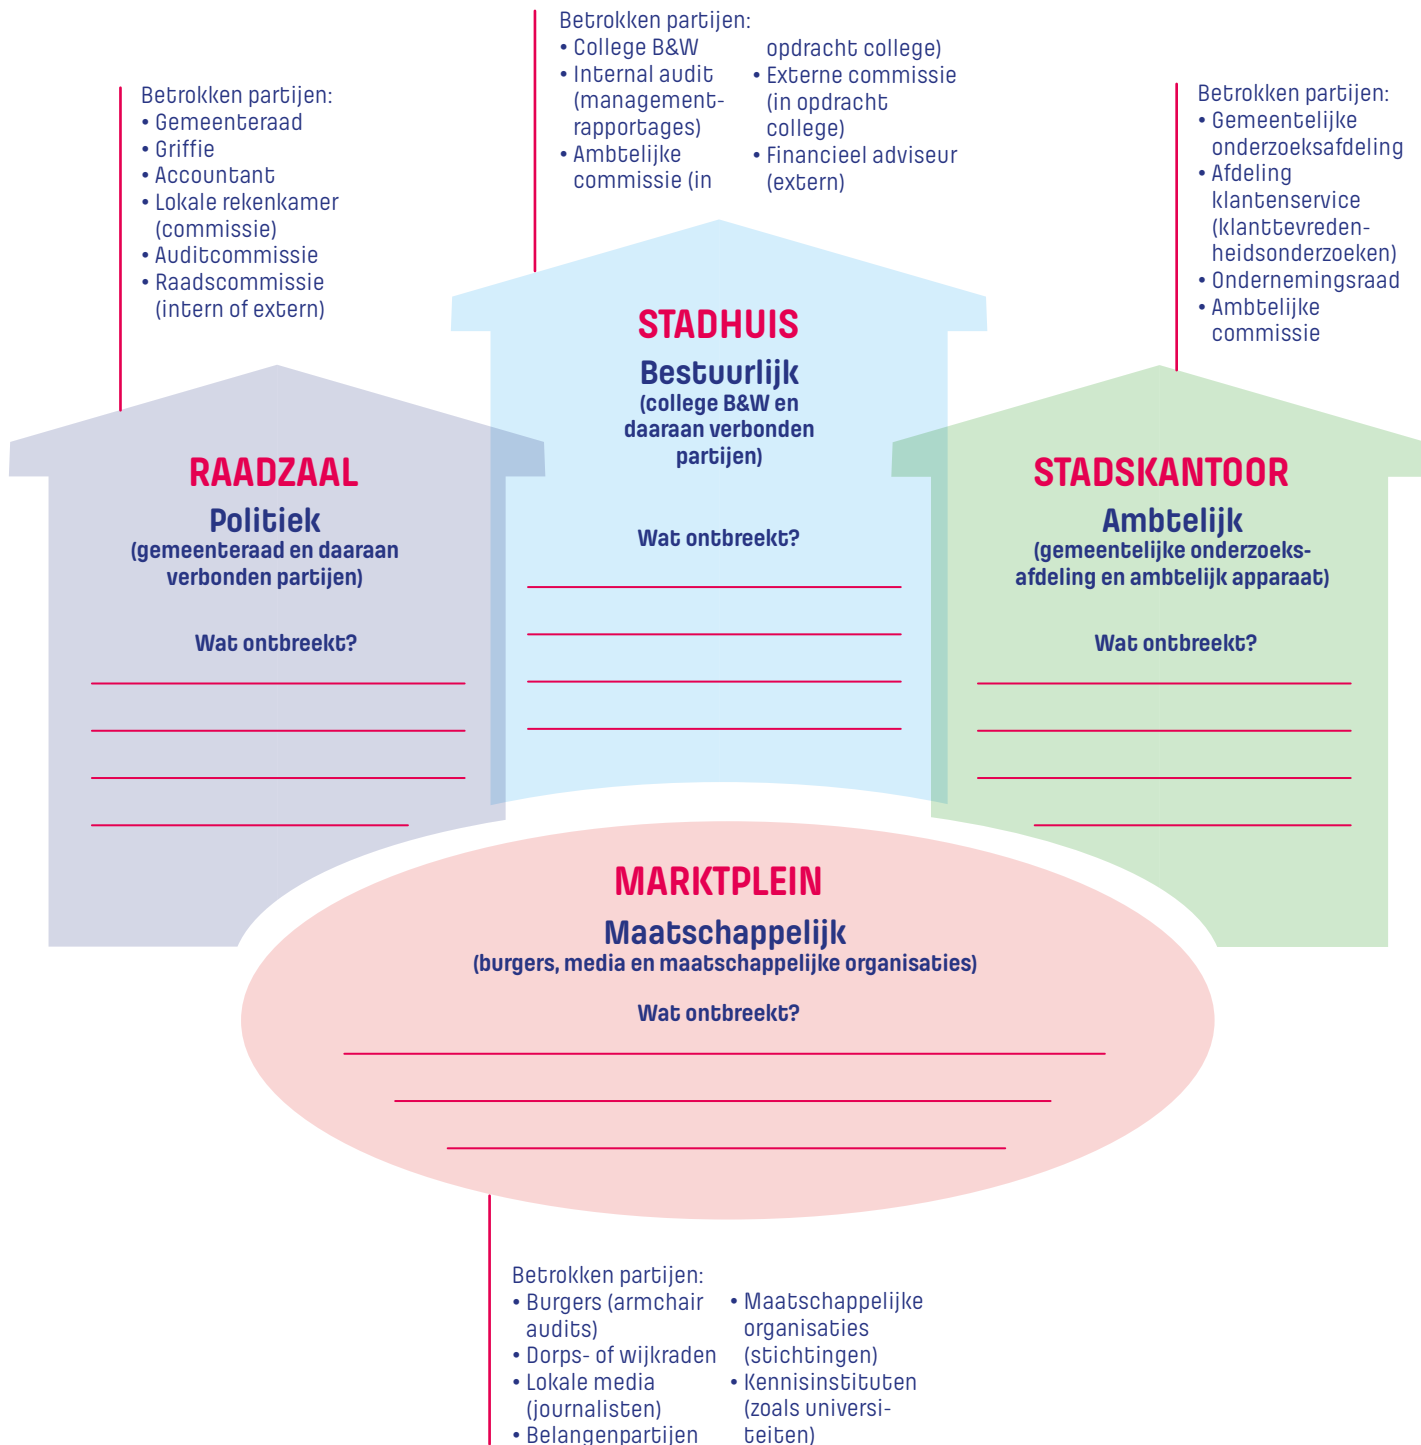 Betrokken partijen:
• College B&W
• Internal audit
(management-
rapportages)
• Ambtelijke
commissie (in
opdracht college)
• Externe commissie
(in opdracht
college)
• Financieel adviseur
(extern)
Betrokken partijen:
• Gemeenteraad
• Griffie
• Accountant
• Lokale rekenkamer
(commissie)
• Auditcommissie
• Raadscommissie
(intern of extern)
Betrokken partijen:
• Gemeentelijke
onderzoeksafdeling
• Afdeling
klantenservice
(klanttevreden-
heidsonderzoeken)
• Ondernemingsraad
• Ambtelijke
commissie
STADHUIS
Bestuurlijk
(college B&W en
daaraan verbonden
partijen)
Wat ontbreekt?
RAADZAAL
Politiek
(gemeenteraad en daaraan
verbonden partijen)
Wat ontbreekt?
STADSKANTOOR
Ambtelijk
(gemeentelijke onderzoeks-
afdeling en ambtelijk apparaat)
Wat ontbreekt?
MARKTPLEIN
Maatschappelijk
(burgers, media en maatschappelijke organisaties)
Wat ontbreekt?
Betrokken partijen:
• Burgers (armchair
audits)
• Dorps- of wijkraden
• Lokale media
(journalisten)
• Belangenpartijen
• Maatschappelijke
organisaties
(stichtingen)
• Kennisinstituten
(zoals universi-
teiten)